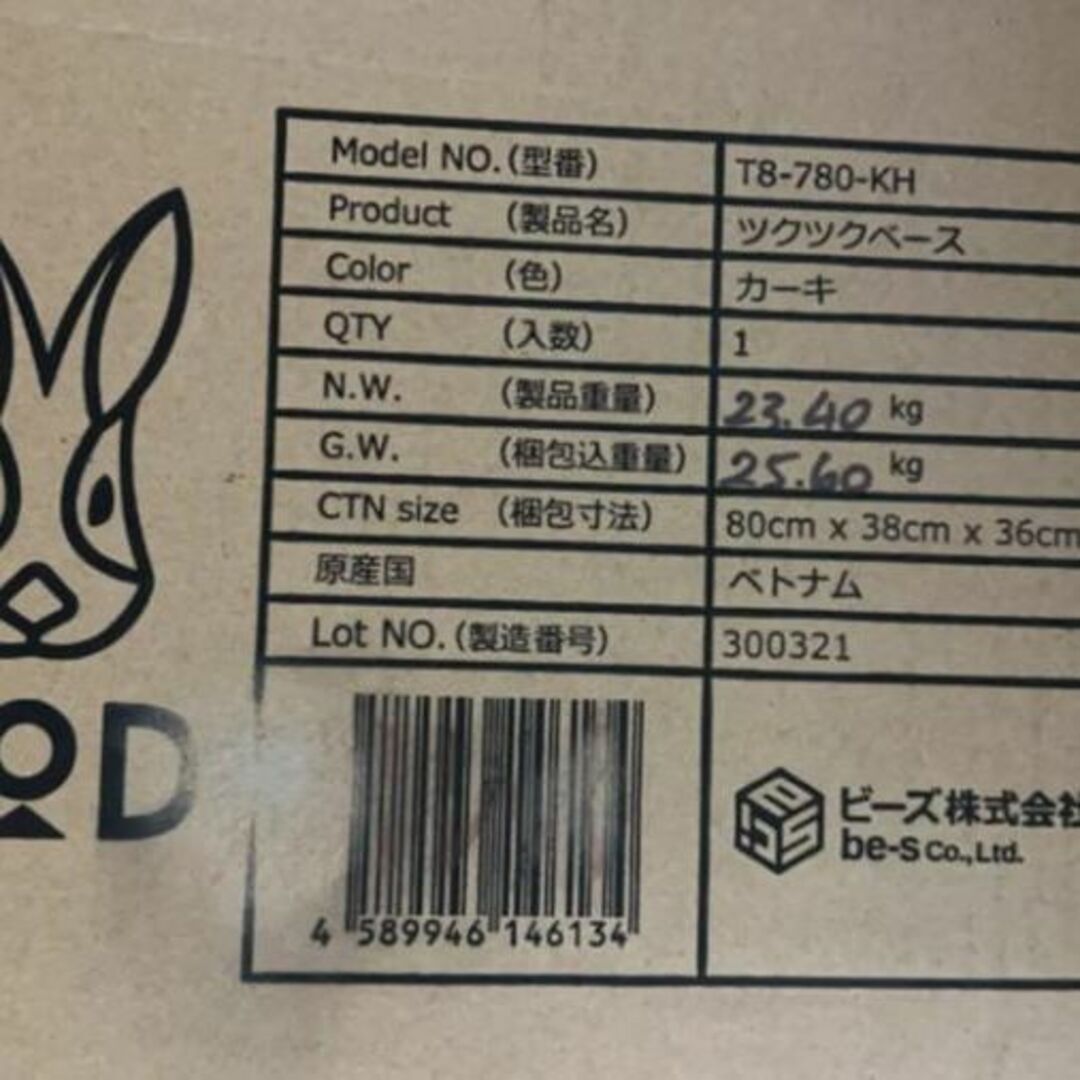 Model NO.(型番) T8-780-KH
Product (製品名) ツクツクベース
Color (色) カーキ
QTY (入数) 1
N.W. (製品重量) 23.40 kg
G.W. (梱包込重量) 25.60 kg
CTN size (梱包寸法) 80cm x 38cm x 36cm
原産国 ベトナム
Lot NO.(製造番号) 300321
OD
ビーズ株式会社
be-s Co.,Ltd.
4 589946 146134